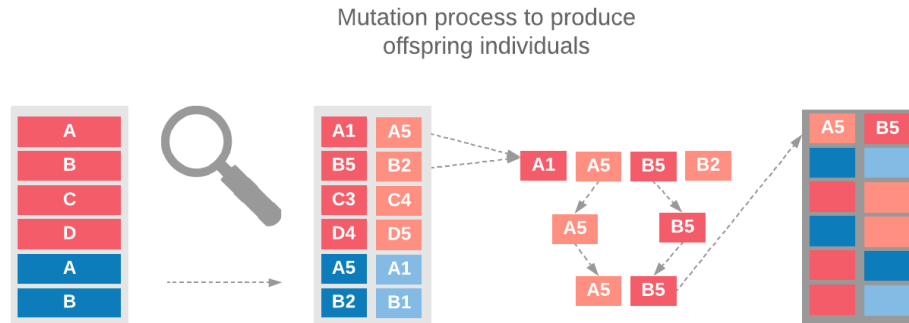 Mutation process to produce
offspring individuals
A
B
C
D
A
B
A1 A5
B5 B2
C3 C4
D4 D5
A5 A1
B2 B1
A1 A5 B5 B2
A5 B5
A5 B5
A5 B5